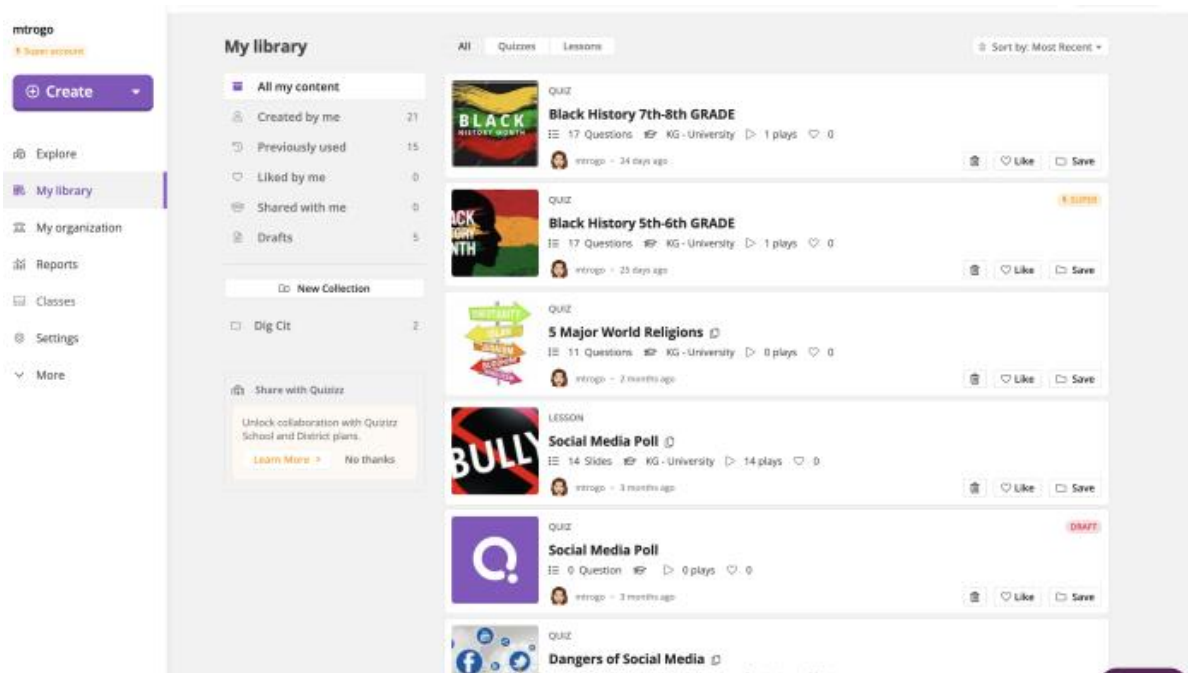 mtrogo
Super account
Create
Explore
My library
My organization
Reports
Classes
Settings
More
My library
All my content
Created by me 21
Previously used 15
Liked by me 0
Shared with me 0
Drafts 5
New Collection
Dig Cit 2
Share with Quizizz
Unlock collaboration with Quizizz
School and District plans.
Learn More > No thanks
All Quizzes Lessons
Sort by: Most Recent
BLACK
HISTORY MONTH
QUIZ
Black History 7th-8th GRADE
17 Questions KG - University 1 plays 0
mtrogo - 24 days ago
Like Save
QUIZ
SUPER
Black History 5th-6th GRADE
17 Questions KG - University 1 plays 0
mtrogo - 25 days ago
Like Save
CHRISTIANITY
ISLAM
JUDAISM
BUDDHISM
HINDUISM
QUIZ
5 Major World Religions
11 Questions KG - University 0 plays 0
mtrogo - 2 months ago
Like Save
BULLY
LESSON
Social Media Poll
14 Slides KG - University 14 plays 0
mtrogo - 3 months ago
Like Save
QUIZ
DRAFT
Social Media Poll
0 Question 0 plays 0
mtrogo - 3 months ago
Like Save
QUIZ
Dangers of Social Media